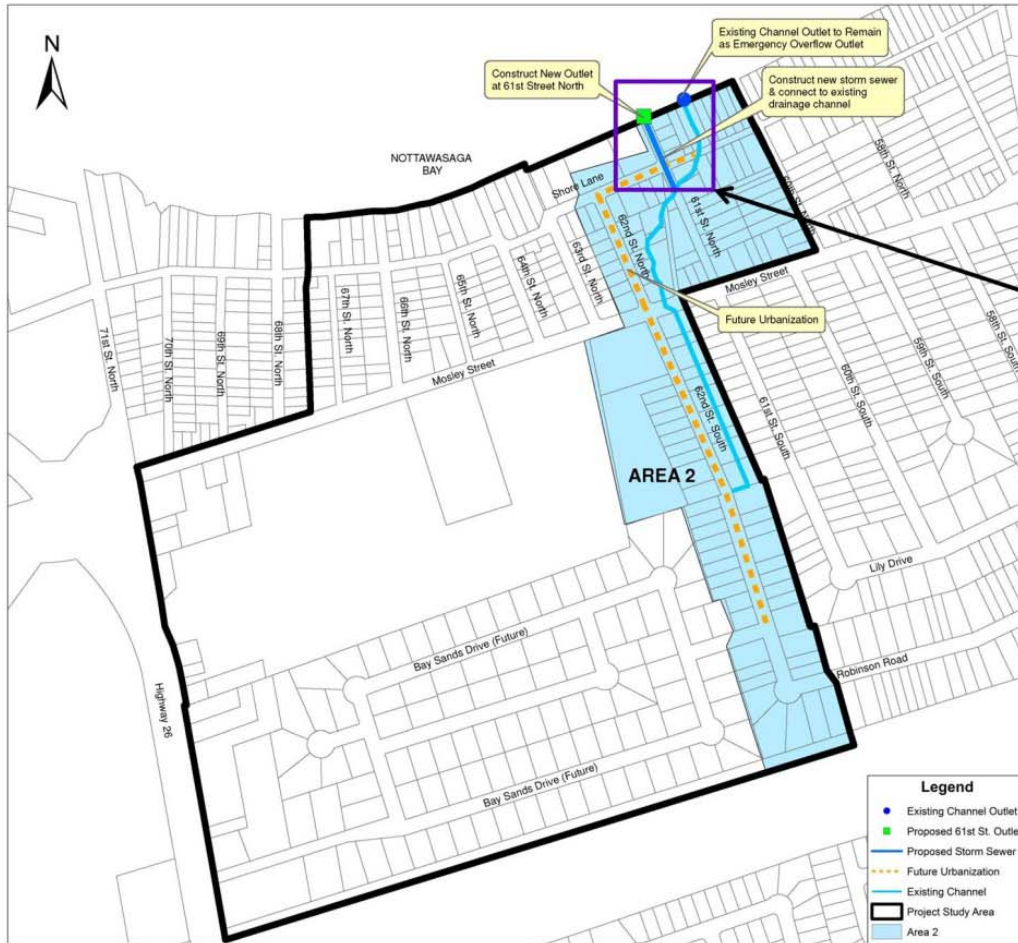 N
Existing Channel Outlet to Remain
as Emergency Overflow Outlet
Construct New Outlet
at 61st Street North
Construct new storm sewer
& connect to existing
drainage channel
NOTTAWASAGA
BAY
Shore Lane
58th St. North
61st St. North
62nd St. North
63rd St. North
64th St. North
65th St. North
66th St. North
67th St. North
68th St. North
69th St. North
70th St. North
71st St. North
Mosley Street
Mosley Street
Future Urbanization
58th St. South
59th St. South
60th St. South
61st St. South
62nd St. South
AREA 2
Lily Drive
Bay Sands Drive (Future)
Robinson Road
Highway 26
Bay Sands Drive (Future)
Legend
Existing Channel Outlet
Proposed 61st St. Outle
Proposed Storm Sewer
Future Urbanization
Existing Channel
Project Study Area
Area 2